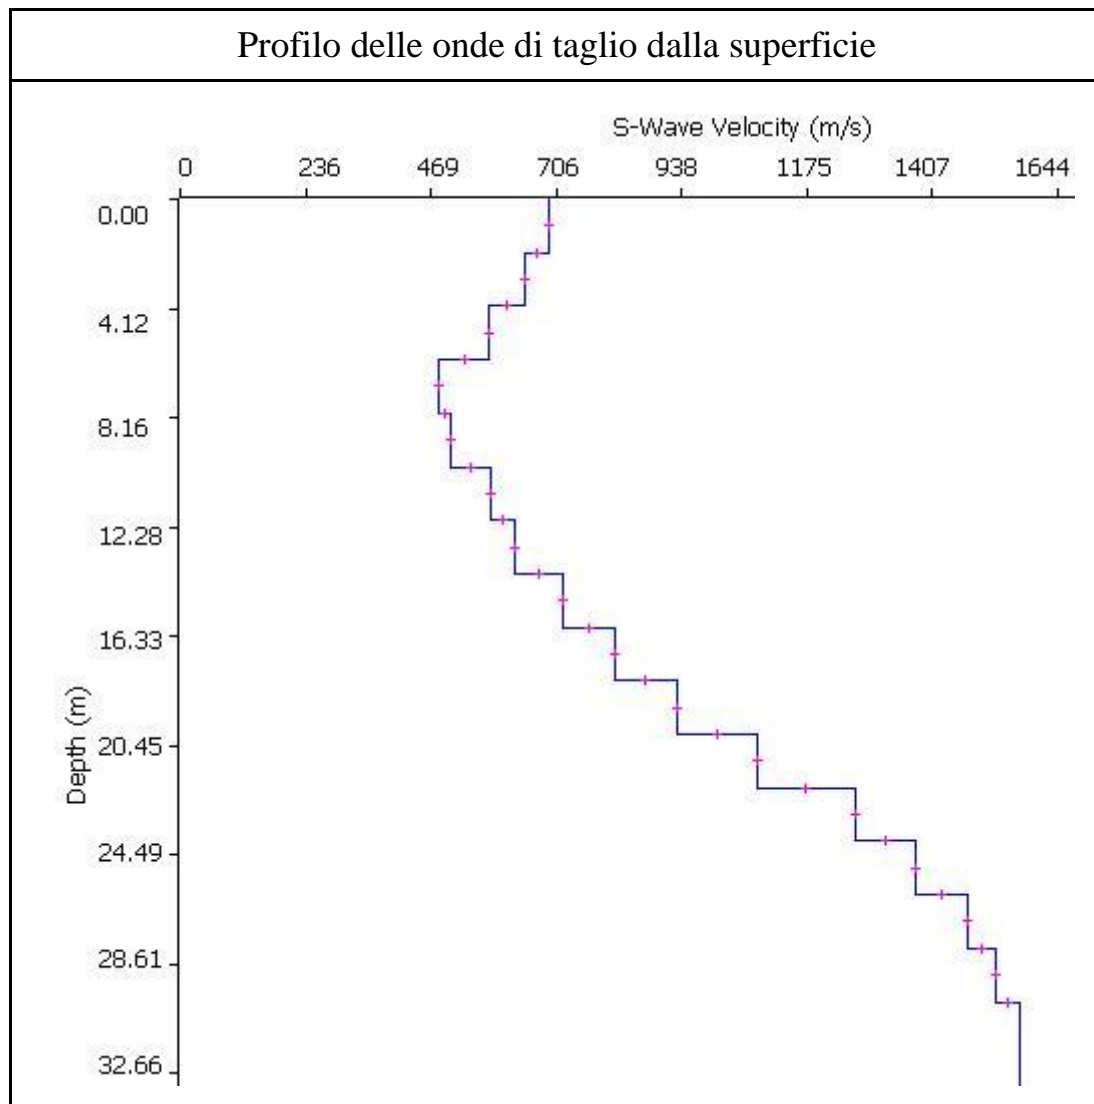 Profilo delle onde di taglio dalla superficie
S-Wave Velocity (m/s)
0 236 469 706 938 1175 1407 1644
0.00
4.12
8.16
12.28
16.33
Depth (m)
20.45
24.49
28.61
32.66